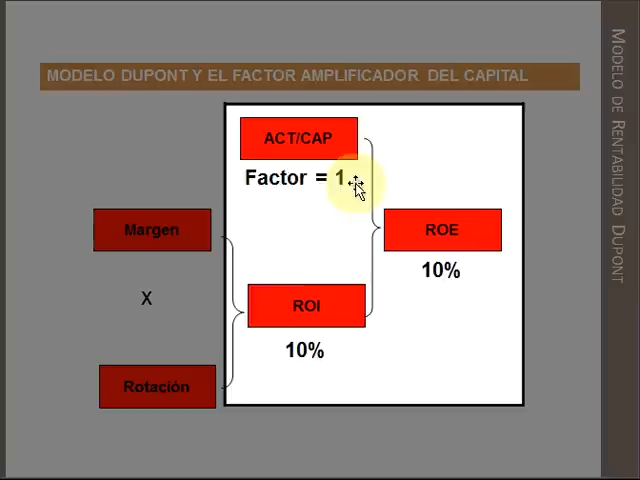 MODELO DUPONT Y EL FACTOR AMPLIFICADOR DEL CAPITAL
ACT/CAP
Factor = 1
Margen
ROE
10%
X
ROI
10%
Rotación
MODELO DE RENTABILIDAD DUPONT